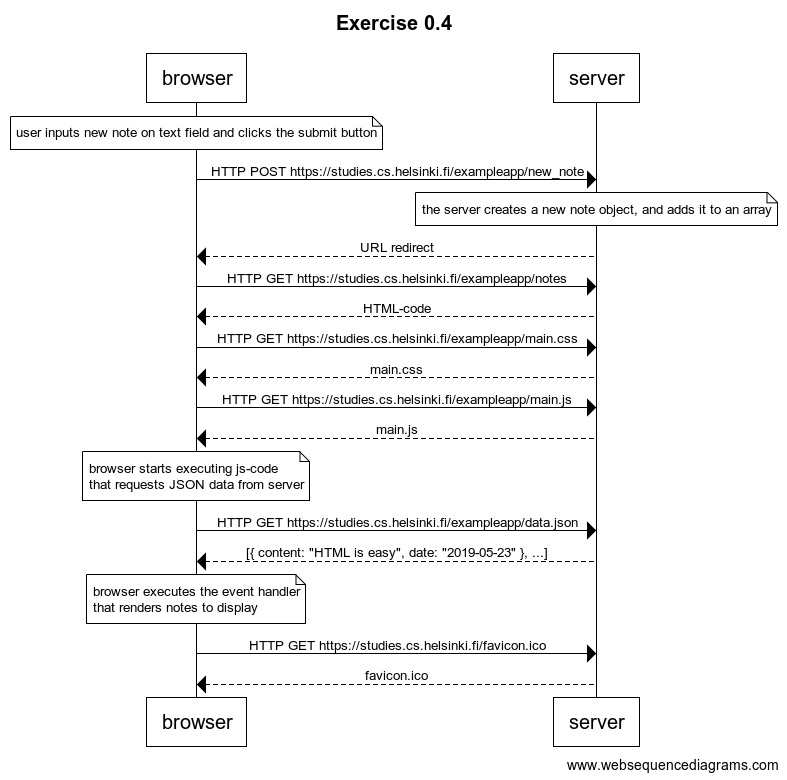 Exercise 0.4
browser
server
user inputs new note on text field and clicks the submit button
HTTP POST https://studies.cs.helsinki.fi/exampleapp/new_note
the server creates a new note object, and adds it to an array
URL redirect
HTTP GET https://studies.cs.helsinki.fi/exampleapp/notes
HTML-code
HTTP GET https://studies.cs.helsinki.fi/exampleapp/main.css
main.css
HTTP GET https://studies.cs.helsinki.fi/exampleapp/main.js
main.js
browser starts executing js-code
that requests JSON data from server
HTTP GET https://studies.cs.helsinki.fi/exampleapp/data.json
[{ content: "HTML is easy", date: "2019-05-23" }, ...]
browser executes the event handler
that renders notes to display
HTTP GET https://studies.cs.helsinki.fi/favicon.ico
favicon.ico
browser
server
www.websequencediagrams.com